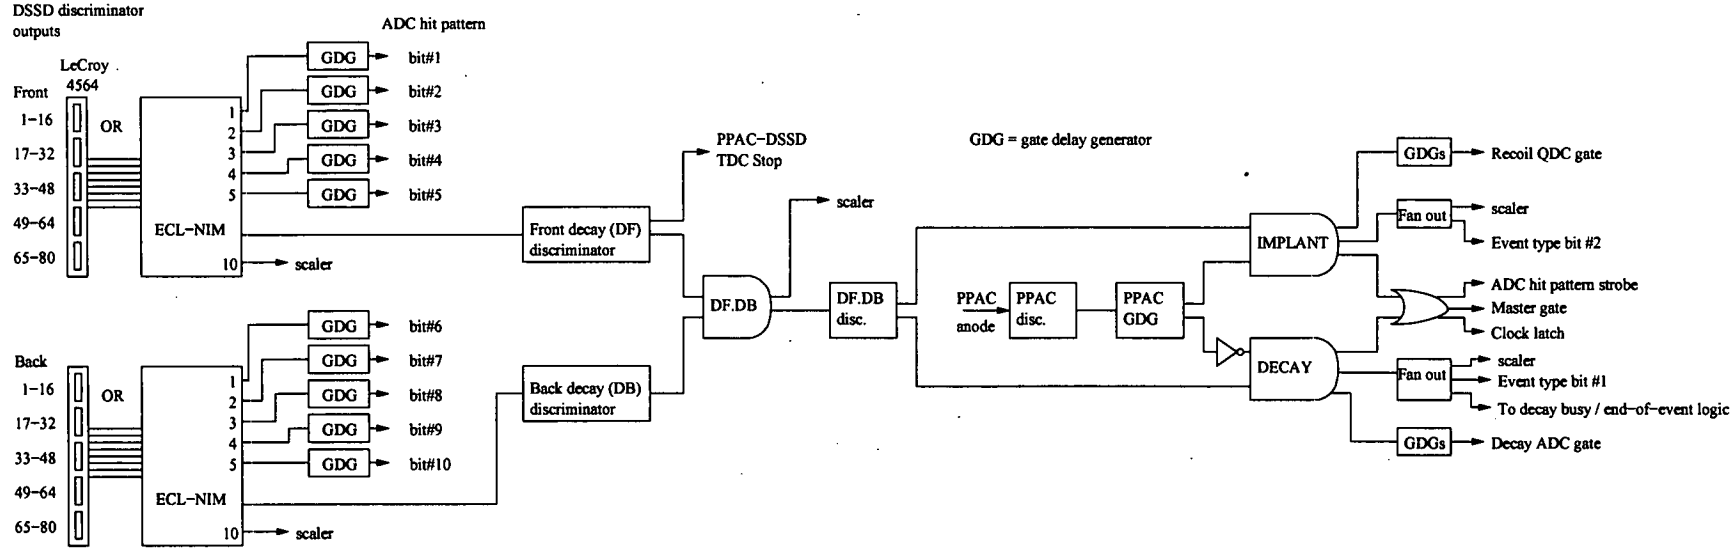 DSSD discriminator
outputs
ADC hit pattern
LeCroy
4564
Front
1−16
17−32
33−48
49−64
65−80
OR
ECL−NIM
1
2
3
4
5
10
scaler
GDG
bit#1
GDG
bit#2
GDG
bit#3
GDG
bit#4
GDG
bit#5
Back
1−16
17−32
33−48
49−64
65−80
OR
ECL−NIM
1
2
3
4
5
10
scaler
GDG
bit#6
GDG
bit#7
GDG
bit#8
GDG
bit#9
GDG
bit#10
Front decay (DF)
discriminator
Back decay (DB)
discriminator
PPAC−DSSD
TDC Stop
scaler
DF.DB
DF.DB
disc.
GDG = gate delay generator
PPAC
anode
PPAC
disc.
PPAC
GDG
IMPLANT
DECAY
GDGs
Recoil QDC gate
Fan out
scaler
Event type bit #2
ADC hit pattern strobe
Master gate
Clock latch
Fan out
scaler
Event type bit #1
To decay busy / end−of−event logic
GDGs
Decay ADC gate